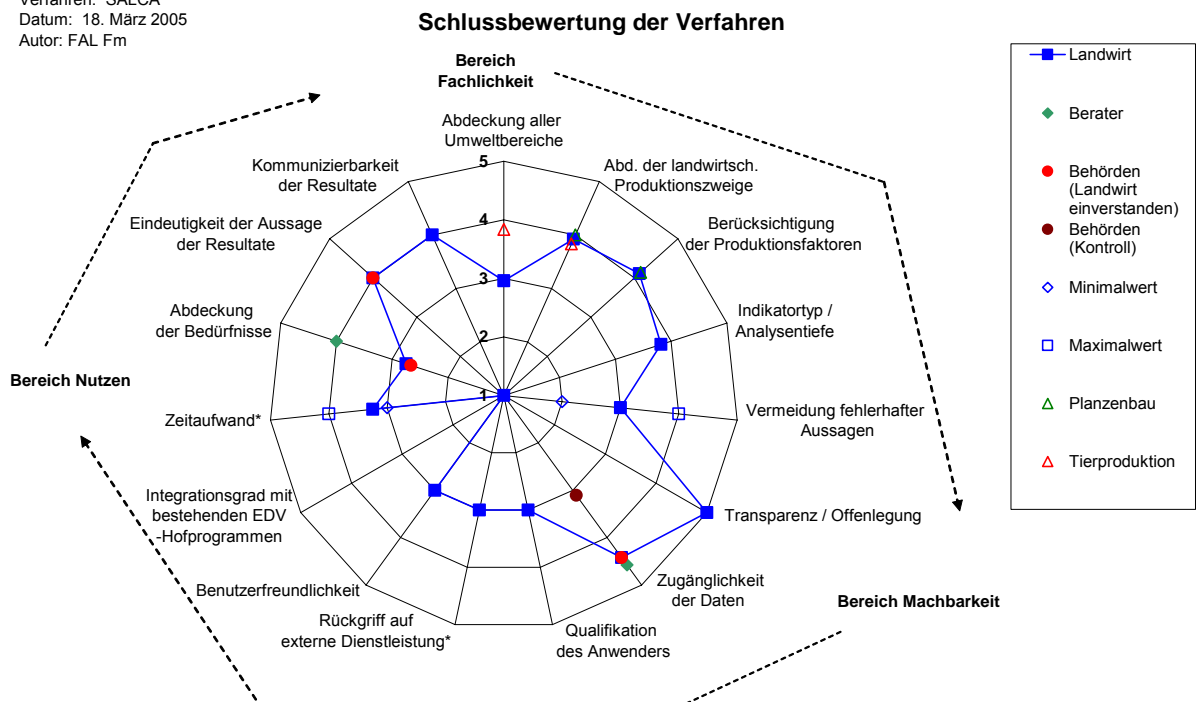 Verfahren: SALCA
Datum: 18. März 2005
Autor: FAL Fm
Schlussbewertung der Verfahren
Bereich
Fachlichkeit
Abdeckung aller
Umweltbereiche
Abd. der landwirtsch.
Produktionszweige
Berücksichtigung
der Produktionsfaktoren
Indikatortyp /
Analysentiefe
Vermeidung fehlerhafter
Aussagen
Transparenz / Offenlegung
Zugänglichkeit
der Daten
Bereich Machbarkeit
Qualifikation
des Anwenders
Rückgriff auf
externe Dienstleistung*
Benutzerfreundlichkeit
Integrationsgrad mit
bestehenden EDV
-Hofprogrammen
Zeitaufwand*
Bereich Nutzen
Abdeckung
der Bedürfnisse
Eindeutigkeit der Aussage
der Resultate
Kommunizierbarkeit
der Resultate
5
4
3
2
1
Landwirt
Berater
Behörden
(Landwirt
einverstanden)
Behörden
(Kontroll)
Minimalwert
Maximalwert
Planzenbau
Tierproduktion